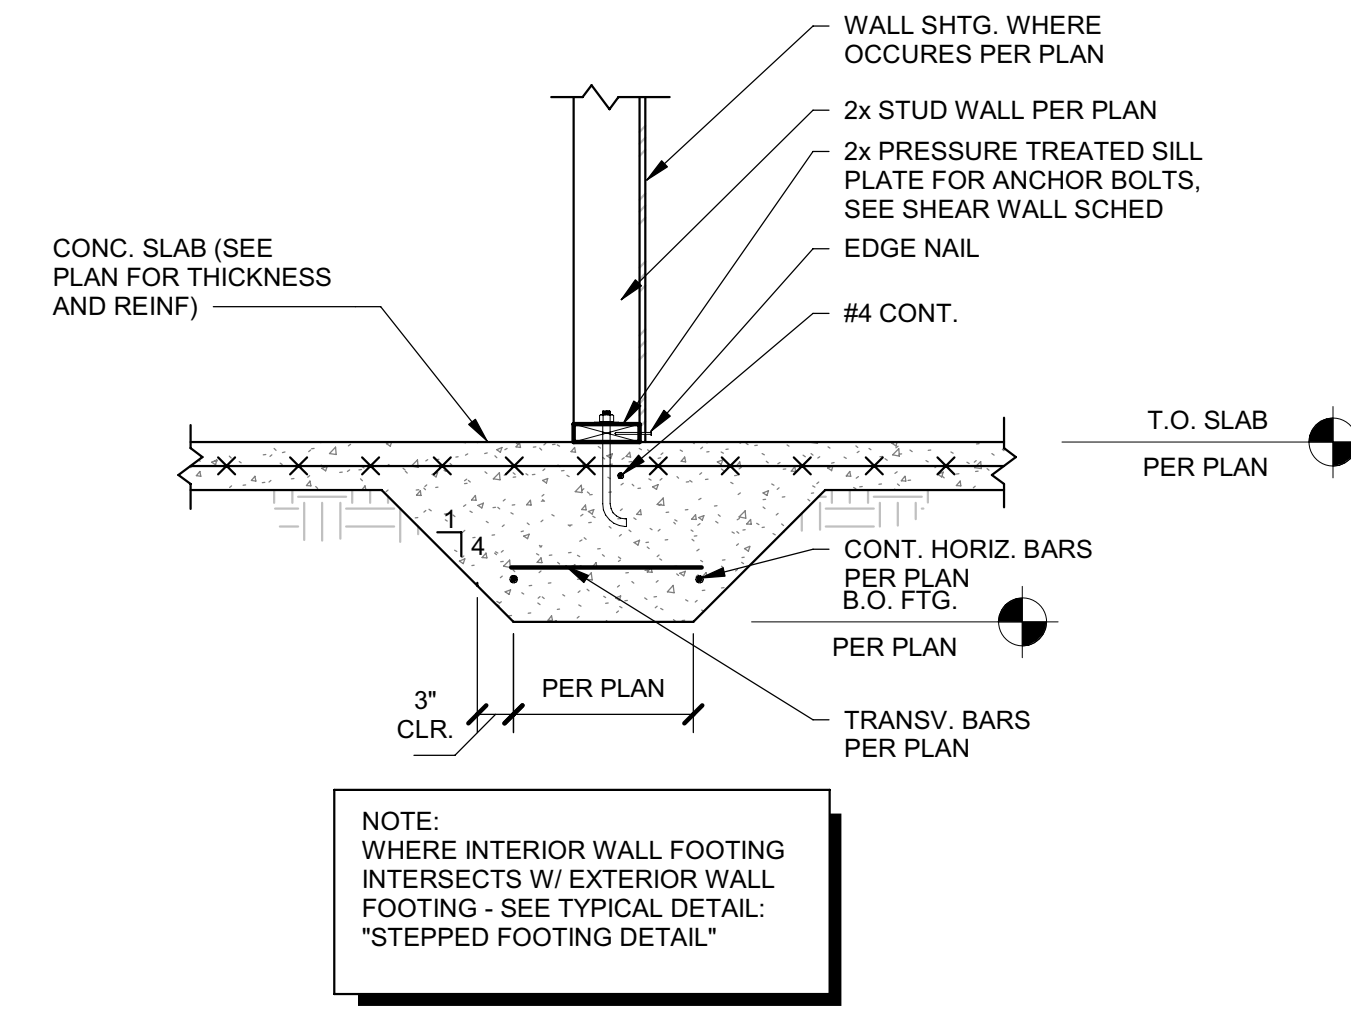 WALL SHTG. WHERE
OCCURES PER PLAN
2x STUD WALL PER PLAN
2x PRESSURE TREATED SILL
PLATE FOR ANCHOR BOLTS,
SEE SHEAR WALL SCHED
EDGE NAIL
#4 CONT.
CONC. SLAB (SEE
PLAN FOR THICKNESS
AND REINF)
T.O. SLAB
PER PLAN
1
4
CONT. HORIZ. BARS
PER PLAN
B.O. FTG.
PER PLAN
3"
CLR.
PER PLAN
TRANSV. BARS
PER PLAN
NOTE:
WHERE INTERIOR WALL FOOTING
INTERSECTS W/ EXTERIOR WALL
FOOTING - SEE TYPICAL DETAIL:
"STEPPED FOOTING DETAIL"